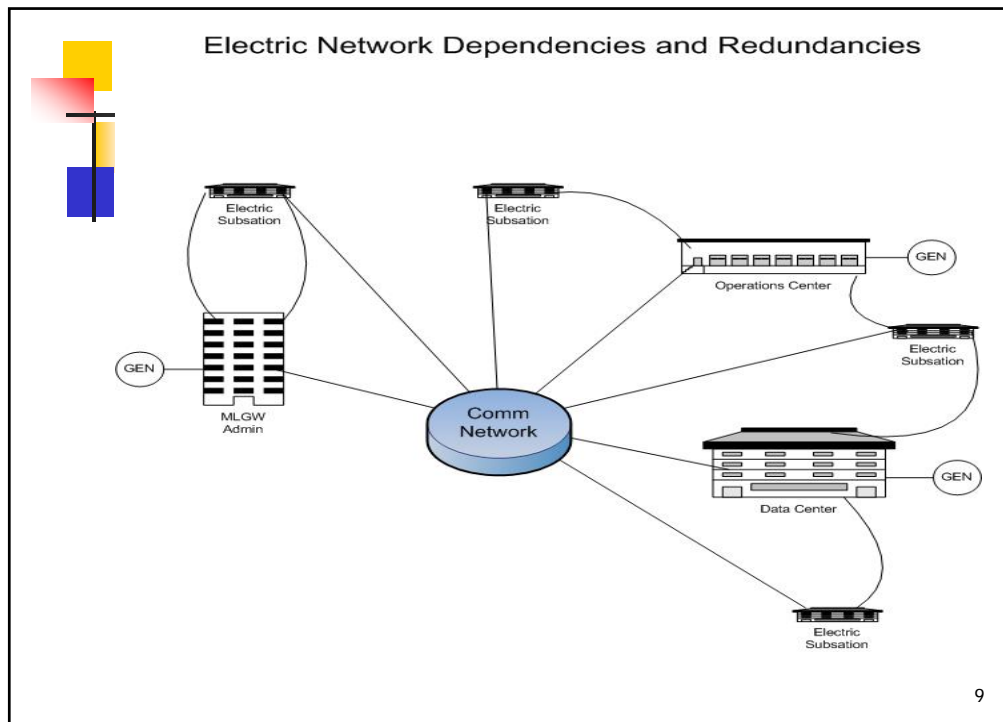 Electric Network Dependencies and Redundancies
Electric
Subsation
Electric
Subsation
GEN
Operations Center
Electric
Subsation
GEN
MLGW
Admin
Comm
Network
GEN
Data Center
Electric
Subsation
9